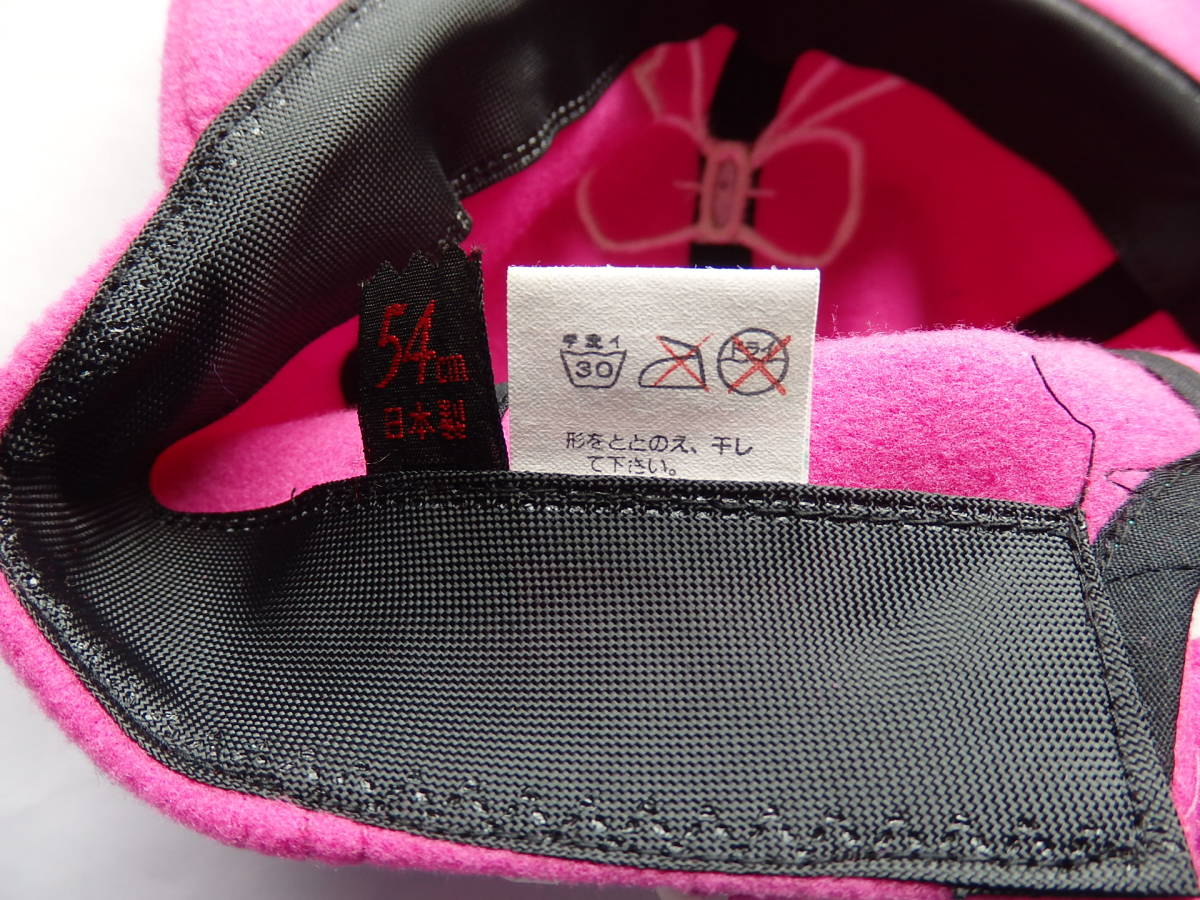 54cm
日本製
手洗イ
30
ドライ
形をととのえ、干し
て下さい。